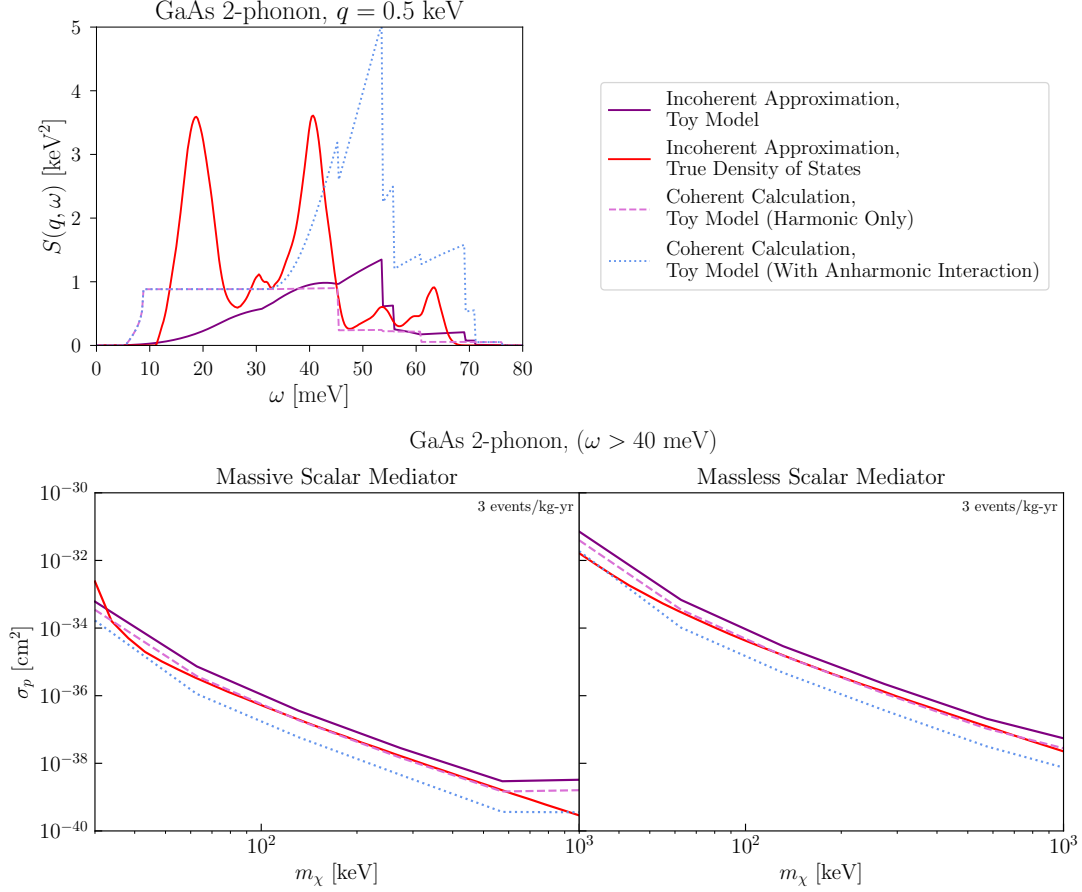 GaAs 2-phonon, q = 0.5 keV
5
4
3
2
1
0
S(q, ω) [keV²]
0 10 20 30 40 50 60 70 80
ω [meV]
Incoherent Approximation,
Toy Model
Incoherent Approximation,
True Density of States
Coherent Calculation,
Toy Model (Harmonic Only)
Coherent Calculation,
Toy Model (With Anharmonic Interaction)
GaAs 2-phonon, (ω > 40 meV)
Massive Scalar Mediator
Massless Scalar Mediator
3 events/kg-yr
3 events/kg-yr
10⁻³⁰
10⁻³²
10⁻³⁴
10⁻³⁶
10⁻³⁸
10⁻⁴⁰
σₚ [cm²]
10² 10³
10² 10³
mᵪ [keV]
mᵪ [keV]